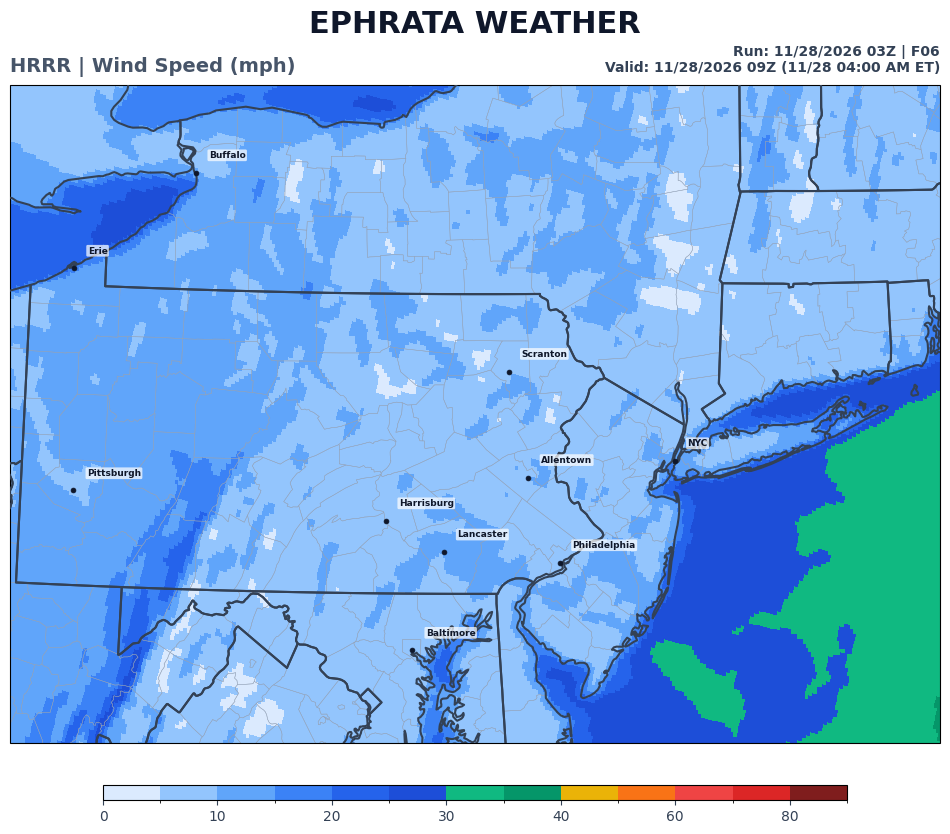 EPHRATA WEATHER
HRRR | Wind Speed (mph)
Run: 11/28/2026 03Z | F06
Valid: 11/28/2026 09Z (11/28 04:00 AM ET)
Buffalo
Erie
Scranton
NYC
Allentown
Pittsburgh
Harrisburg
Lancaster
Philadelphia
Baltimore
0 10 20 30 40 60 80